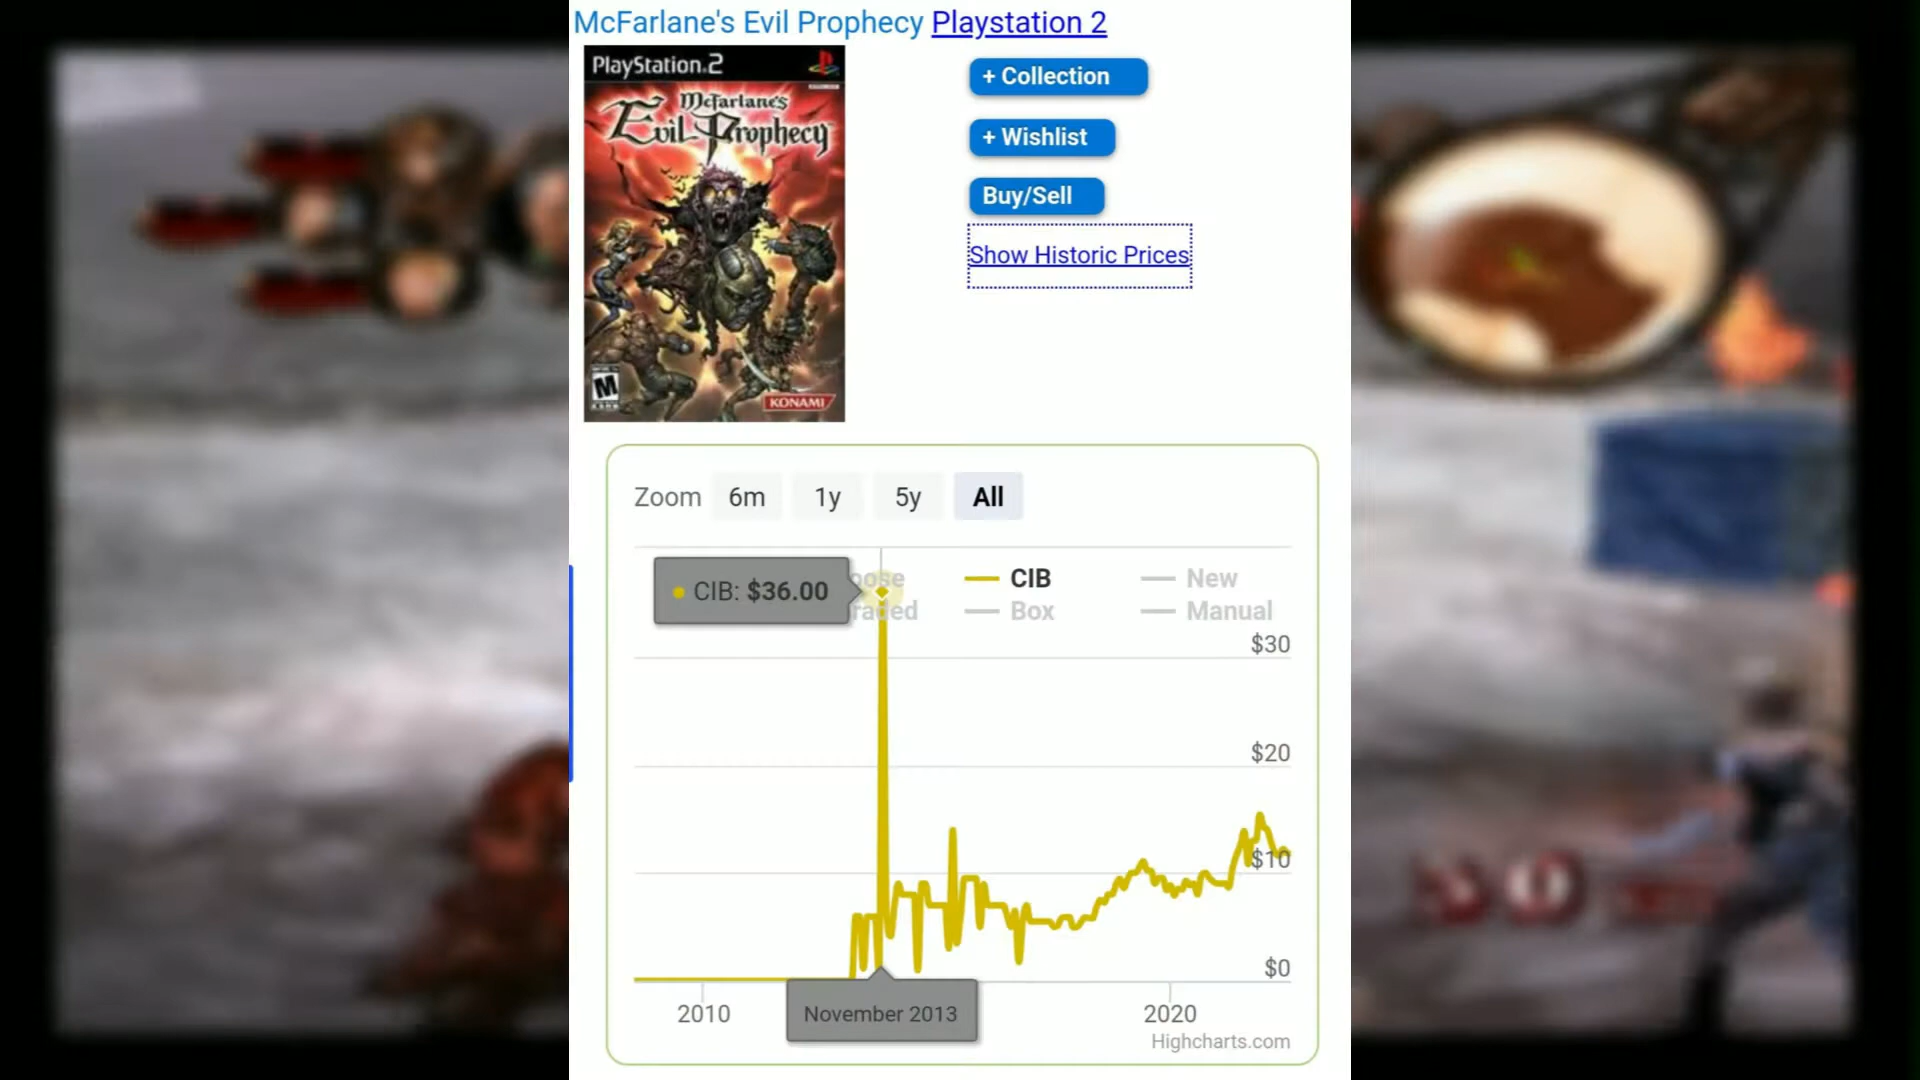 McFarlane's Evil Prophecy Playstation 2
PlayStation 2
McFarlane's
Evil Prophecy
M
KONAMI
+ Collection
+ Wishlist
Buy/Sell
Show Historic Prices
Zoom 6m 1y 5y All
CIB: $36.00
CIB New
Box Manual
$30
$20
$10
$0
2010 November 2013 2020
Highcharts.com